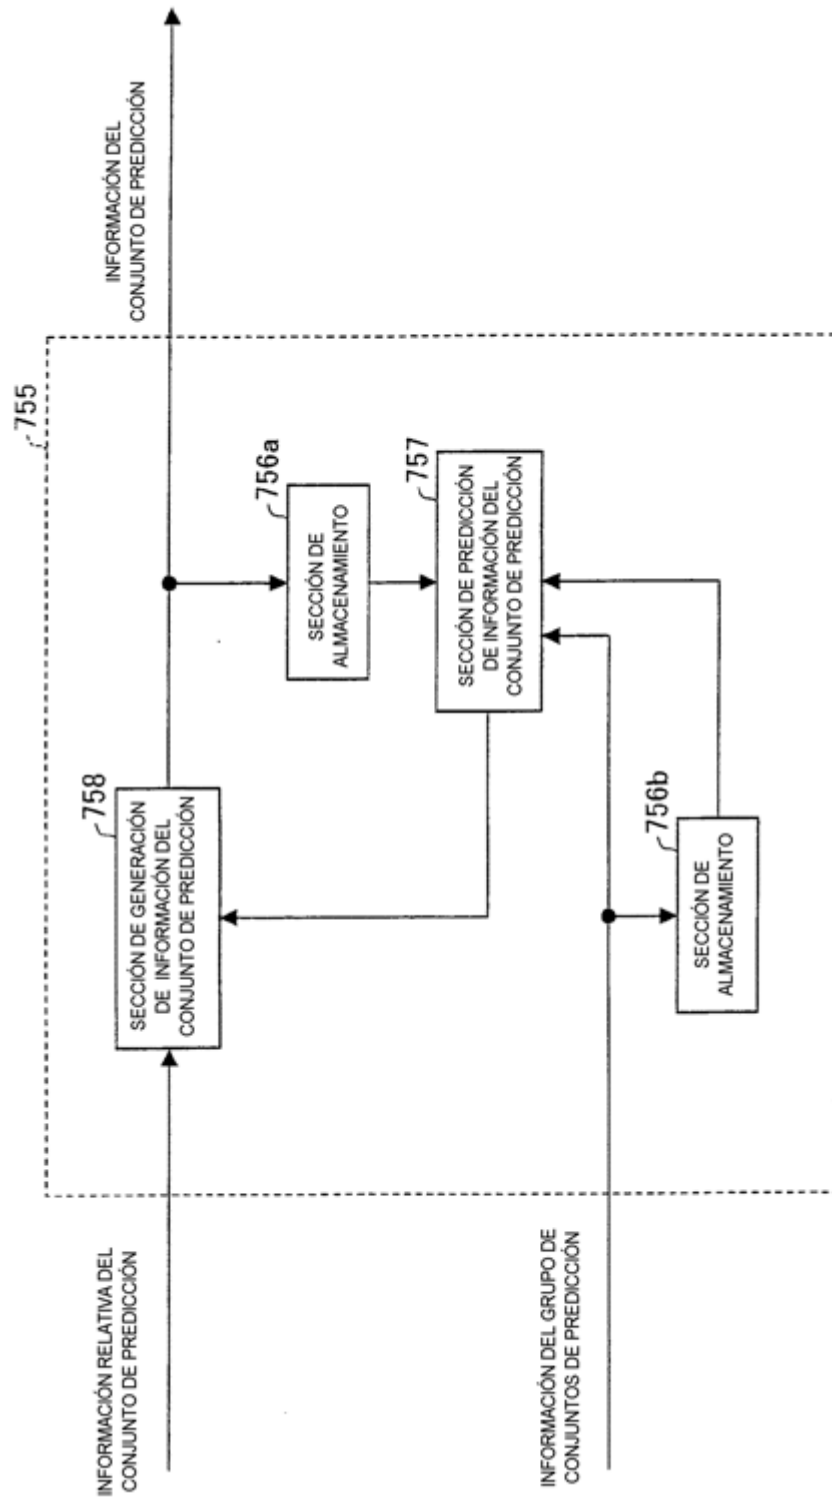 INFORMACIÓN RELATIVA DEL
CONJUNTO DE PREDICCIÓN
758
SECCIÓN DE GENERACIÓN
DE INFORMACIÓN DEL
CONJUNTO DE PREDICCIÓN
755
INFORMACIÓN DEL
CONJUNTO DE PREDICCIÓN
756a
SECCIÓN DE
ALMACENAMIENTO
757
SECCIÓN DE PREDICCIÓN
DE INFORMACIÓN DEL
CONJUNTO DE PREDICCIÓN
INFORMACIÓN DEL GRUPO DE
CONJUNTOS DE PREDICCIÓN
756b
SECCIÓN DE
ALMACENAMIENTO